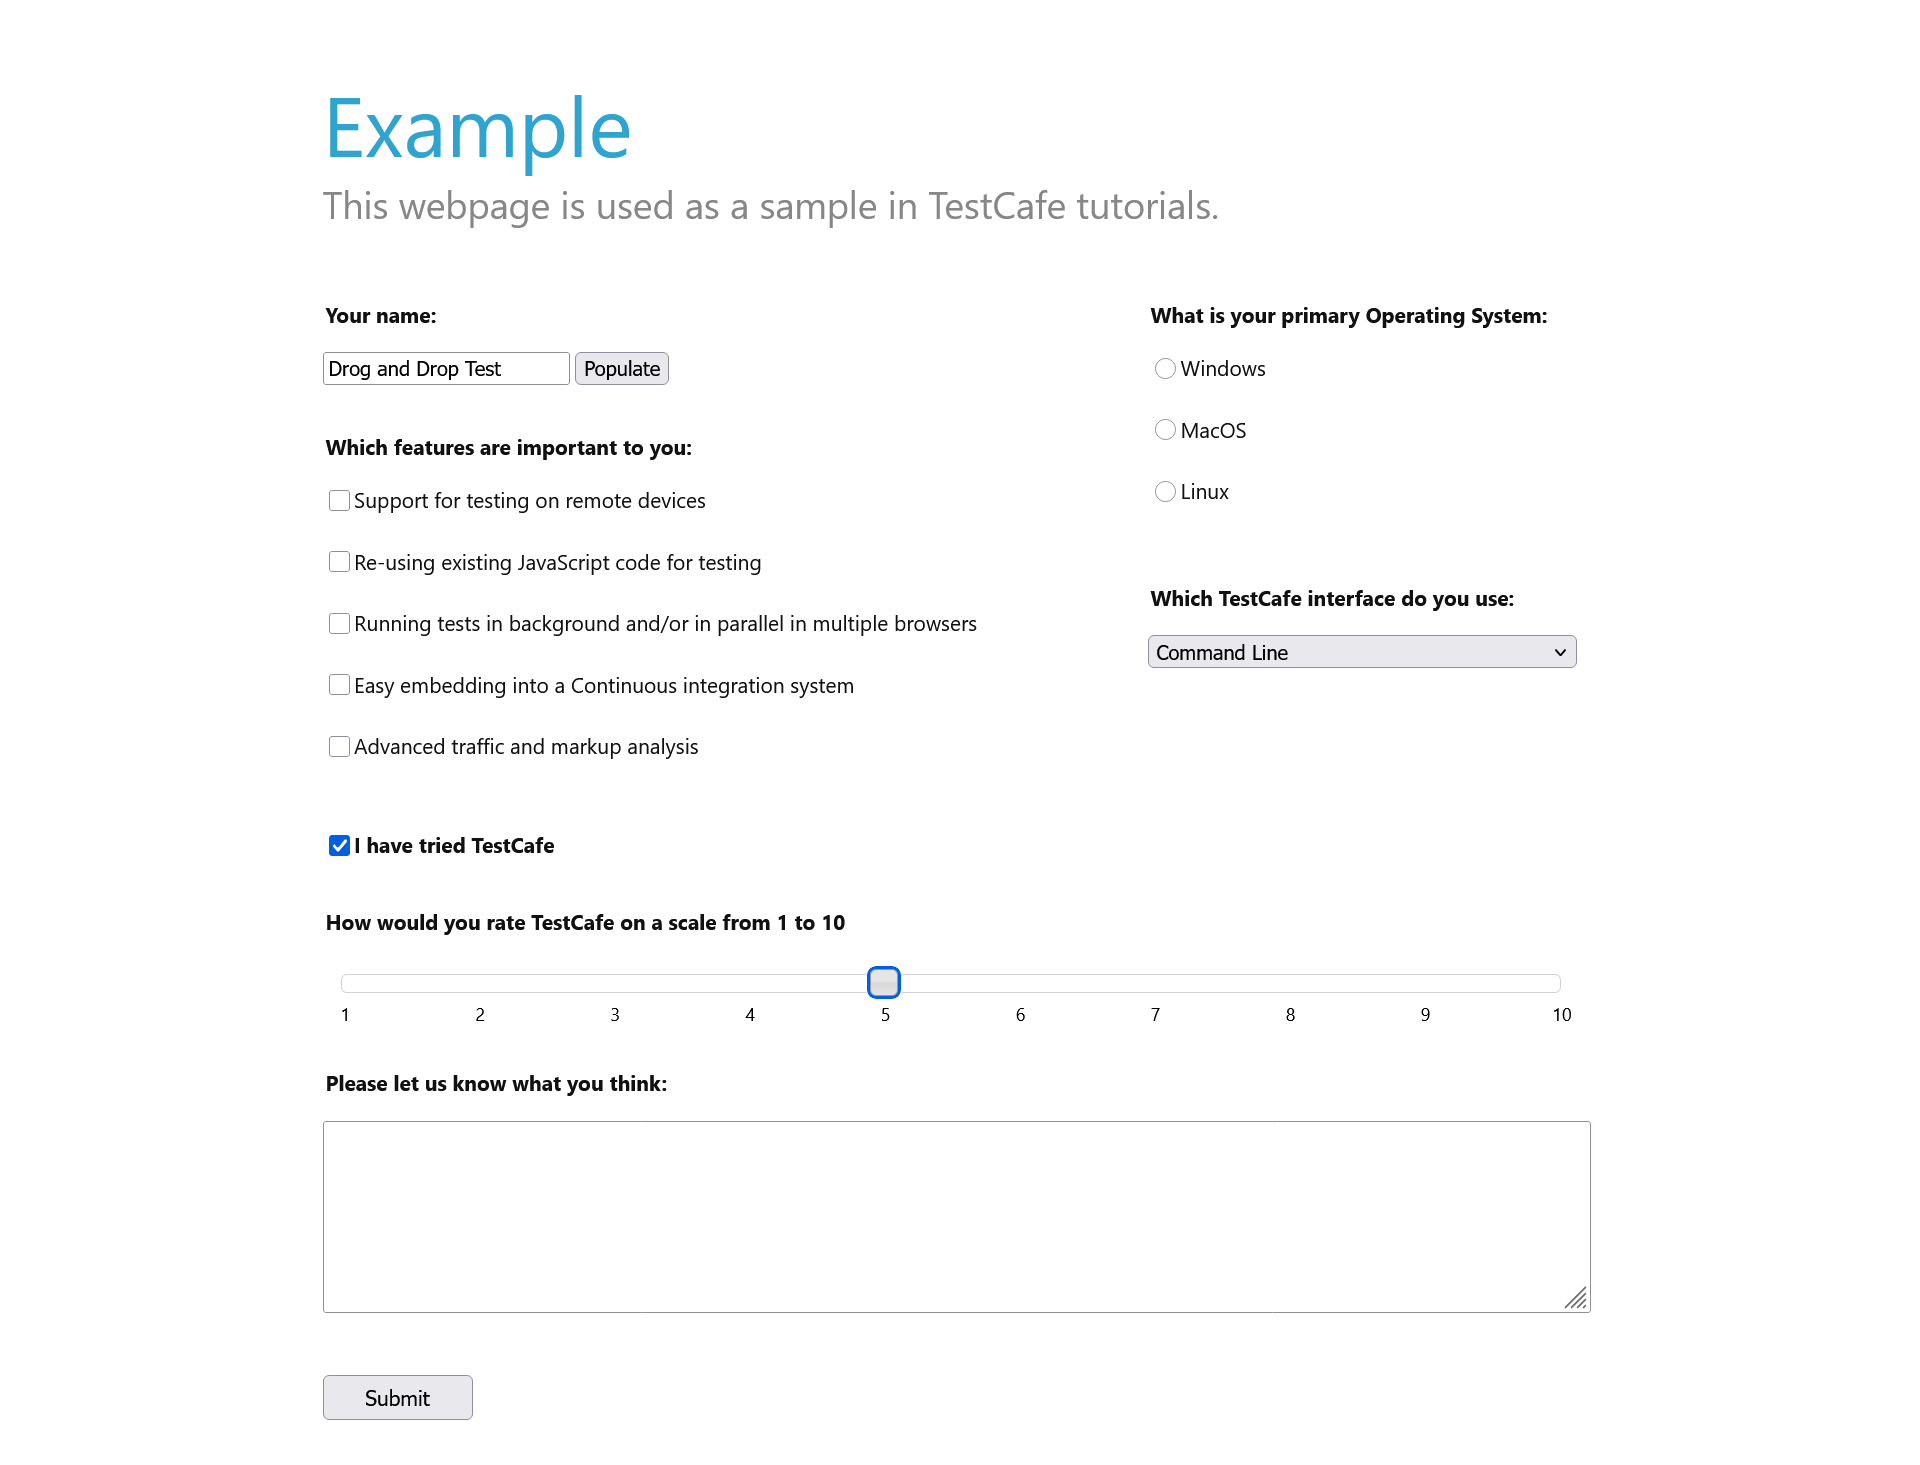 Example
This webpage is used as a sample in TestCafe tutorials.
Your name:
Drog and Drop Test
Populate
Which features are important to you:
Support for testing on remote devices
Re-using existing JavaScript code for testing
Running tests in background and/or in parallel in multiple browsers
Easy embedding into a Continuous integration system
Advanced traffic and markup analysis
What is your primary Operating System:
Windows
MacOS
Linux
Which TestCafe interface do you use:
Command Line
I have tried TestCafe
How would you rate TestCafe on a scale from 1 to 10
1 2 3 4 5 6 7 8 9 10
Please let us know what you think:
Submit